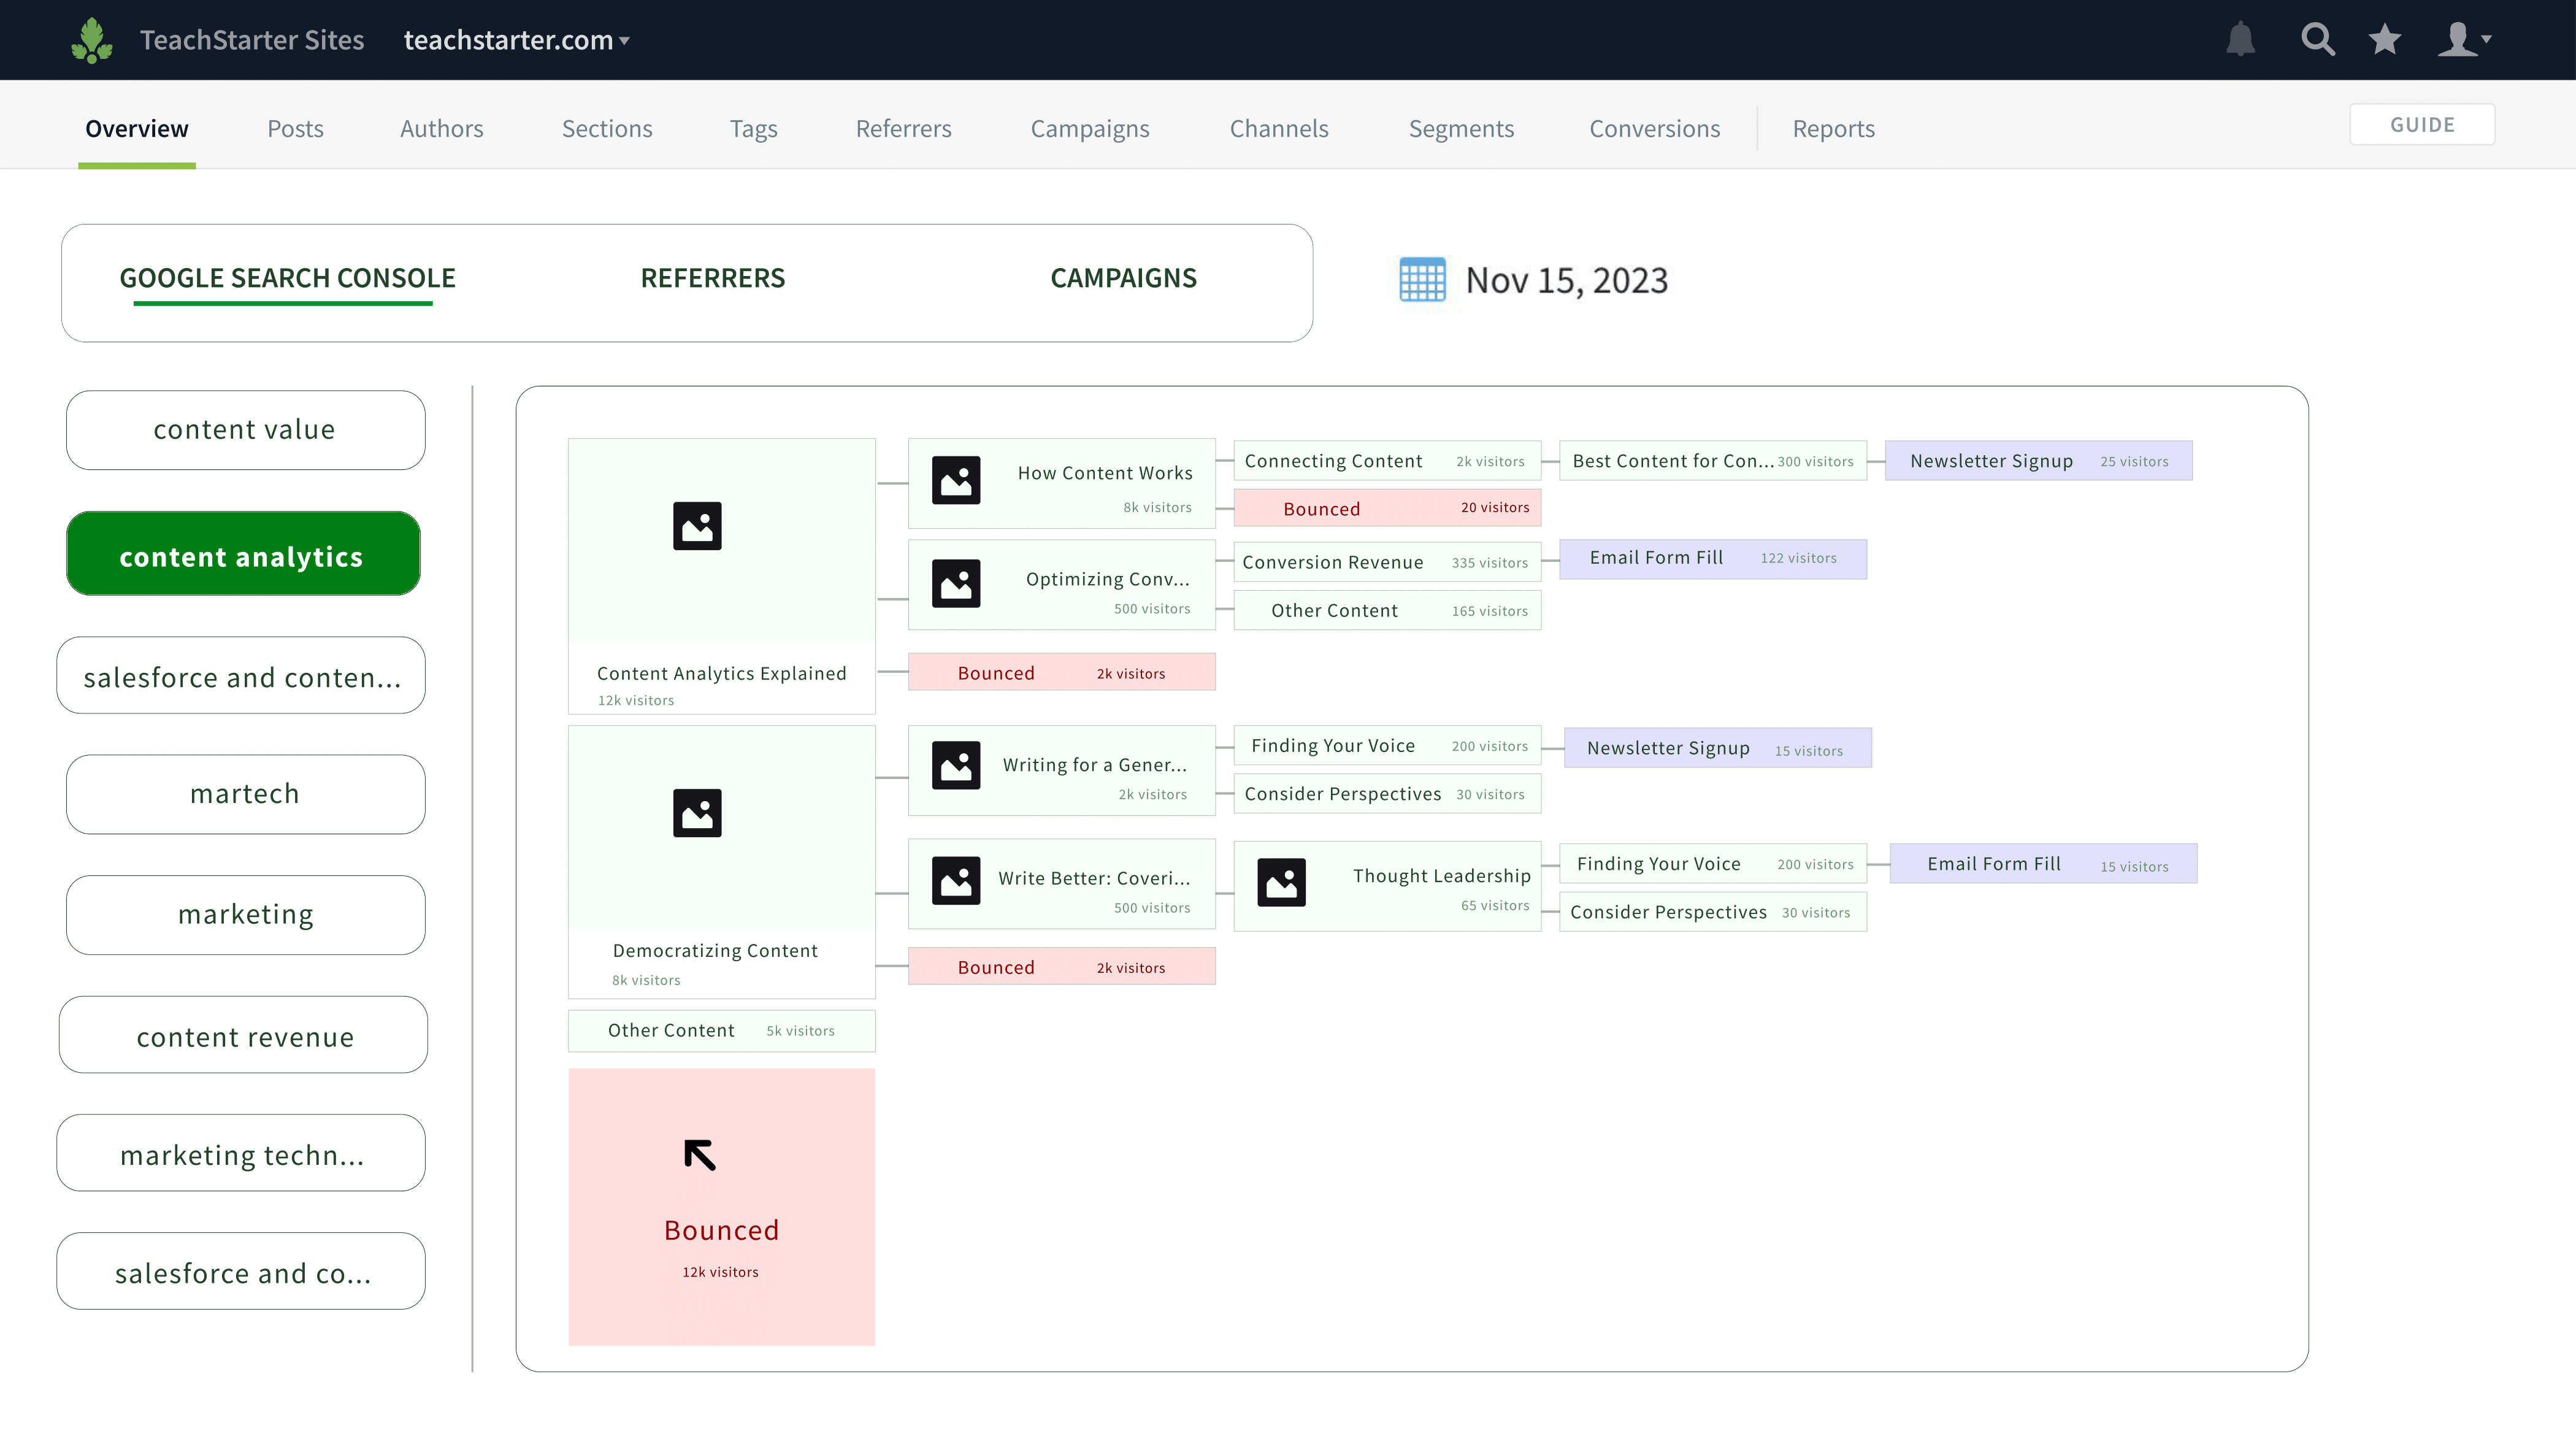 TeachStarter Sites teachstarter.com
Overview Posts Authors Sections Tags Referrers Campaigns Channels Segments Conversions Reports GUIDE
GOOGLE SEARCH CONSOLE REFERRERS CAMPAIGNS
Nov 15, 2023
content value
content analytics
salesforce and conten...
martech
marketing
content revenue
marketing techn...
salesforce and co...
Content Analytics Explained
12k visitors
How Content Works
8k visitors
Connecting Content 2k visitors
Best Content for Con... 300 visitors
Newsletter Signup 25 visitors
Bounced 20 visitors
Optimizing Conv...
500 visitors
Conversion Revenue 335 visitors
Email Form Fill 122 visitors
Other Content 165 visitors
Bounced 2k visitors
Democratizing Content
8k visitors
Writing for a Gener...
2k visitors
Finding Your Voice 200 visitors
Newsletter Signup 15 visitors
Consider Perspectives 30 visitors
Write Better: Coveri...
500 visitors
Thought Leadership
65 visitors
Finding Your Voice 200 visitors
Email Form Fill 15 visitors
Consider Perspectives 30 visitors
Bounced 2k visitors
Other Content 5k visitors
Bounced
12k visitors